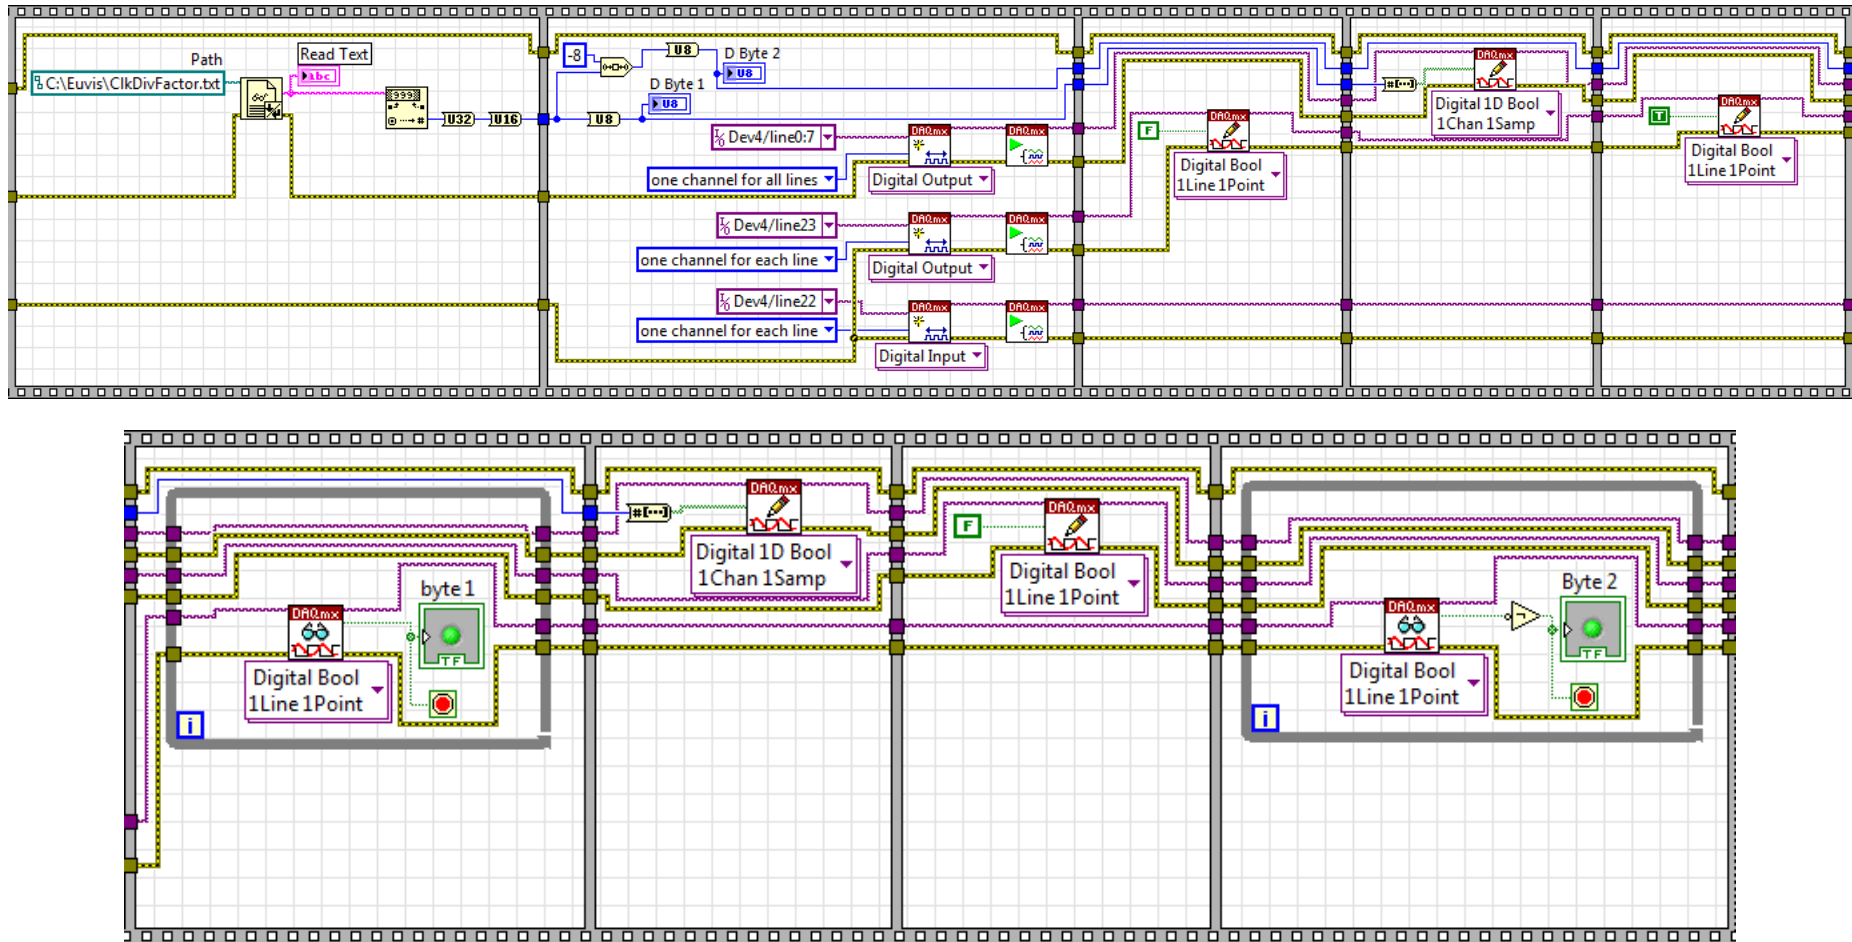 Path
Read Text
C:\Euvis\ClkDivFactor.txt
abc
999
U32
U16
-8
U8
D Byte 2
U8
D Byte 1
U8
U8
Dev4/line0:7
one channel for all lines
DAQmx
DAQmx
Digital Output
Dev4/line23
one channel for each line
DAQmx
DAQmx
Digital Output
Dev4/line22
one channel for each line
DAQmx
DAQmx
Digital Input
F
DAQmx
Digital Bool
1Line 1Point
#[...]
DAQmx
Digital 1D Bool
1Chan 1Samp
T
DAQmx
Digital Bool
1Line 1Point
DAQmx
Digital Bool
1Line 1Point
byte 1
TF
i
#[...]
DAQmx
Digital 1D Bool
1Chan 1Samp
F
DAQmx
Digital Bool
1Line 1Point
DAQmx
Digital Bool
1Line 1Point
Byte 2
TF
i